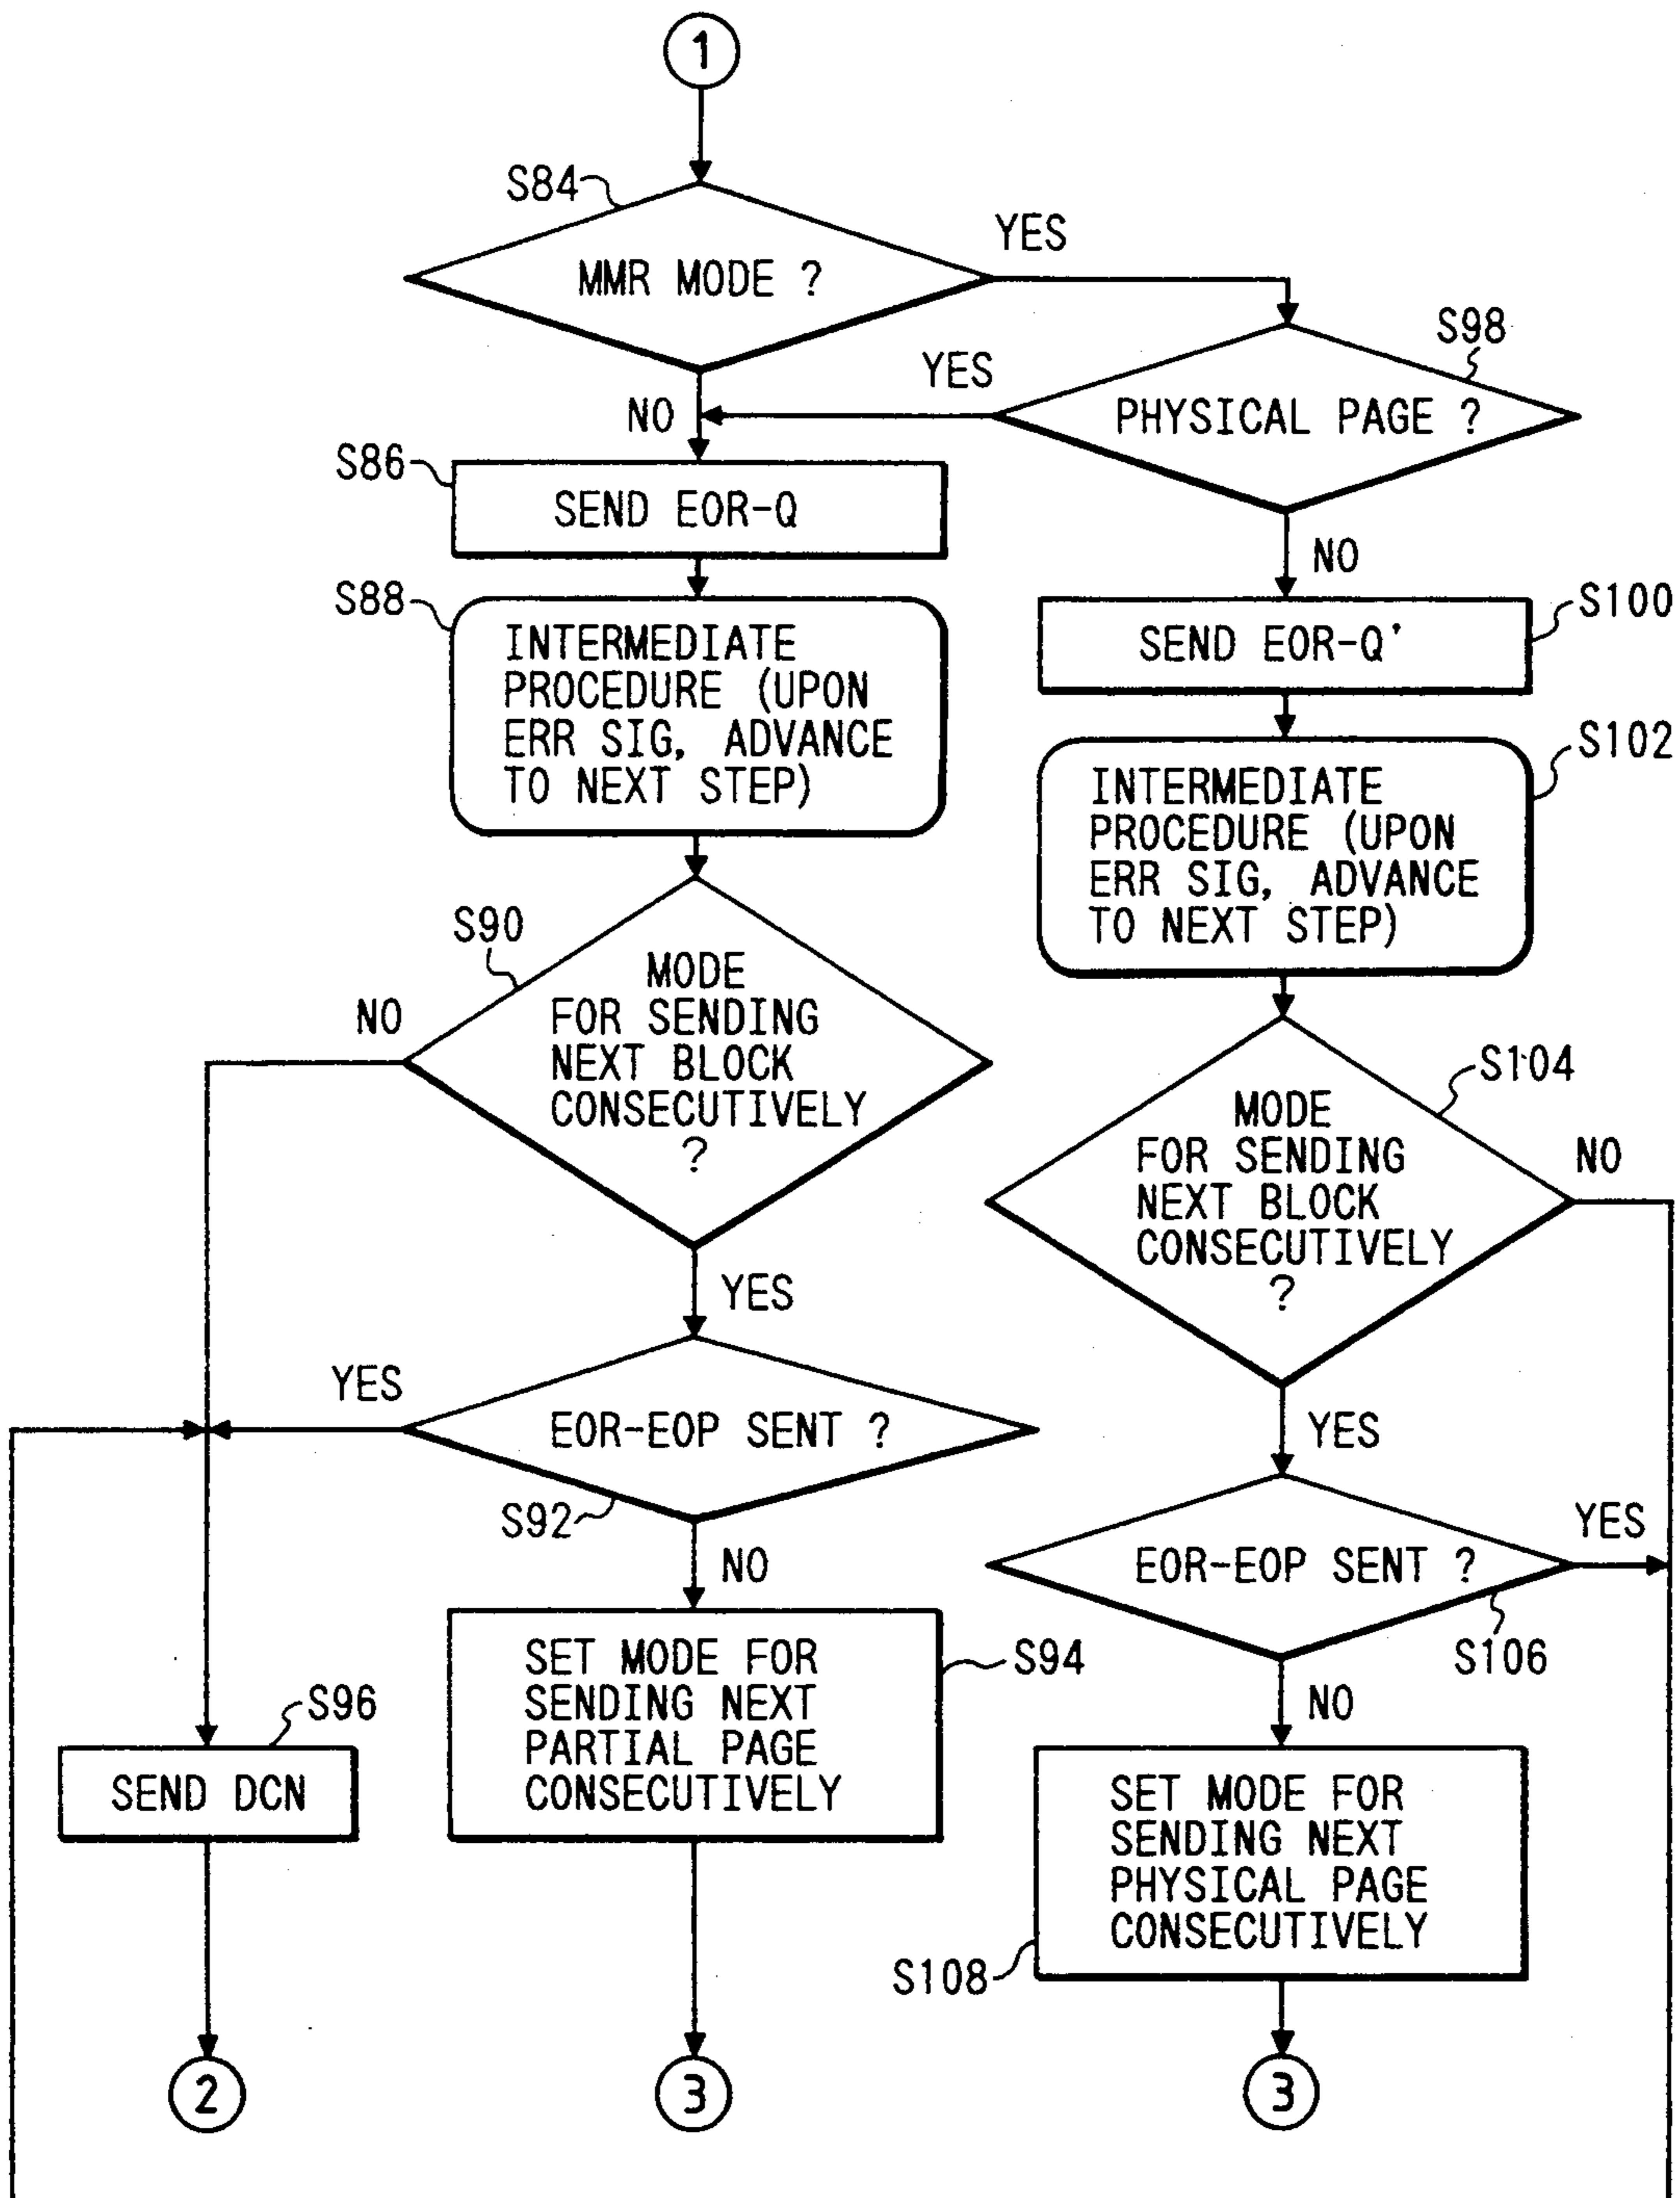 1
S84
MMR MODE ?
YES
S98
PHYSICAL PAGE ?
YES
NO
S86
SEND EOR-Q
NO
S88
INTERMEDIATE
PROCEDURE (UPON
ERR SIG, ADVANCE
TO NEXT STEP)
S100
SEND EOR-Q'
S102
INTERMEDIATE
PROCEDURE (UPON
ERR SIG, ADVANCE
TO NEXT STEP)
S90
MODE
FOR SENDING
NEXT BLOCK
CONSECUTIVELY
?
NO
YES
S104
MODE
FOR SENDING
NEXT BLOCK
CONSECUTIVELY
?
NO
YES
EOR-EOP SENT ?
YES
S92
NO
EOR-EOP SENT ?
YES
S106
NO
S94
SET MODE FOR
SENDING NEXT
PARTIAL PAGE
CONSECUTIVELY
S96
SEND DCN
SET MODE FOR
SENDING NEXT
PHYSICAL PAGE
CONSECUTIVELY
S108
2
3
3